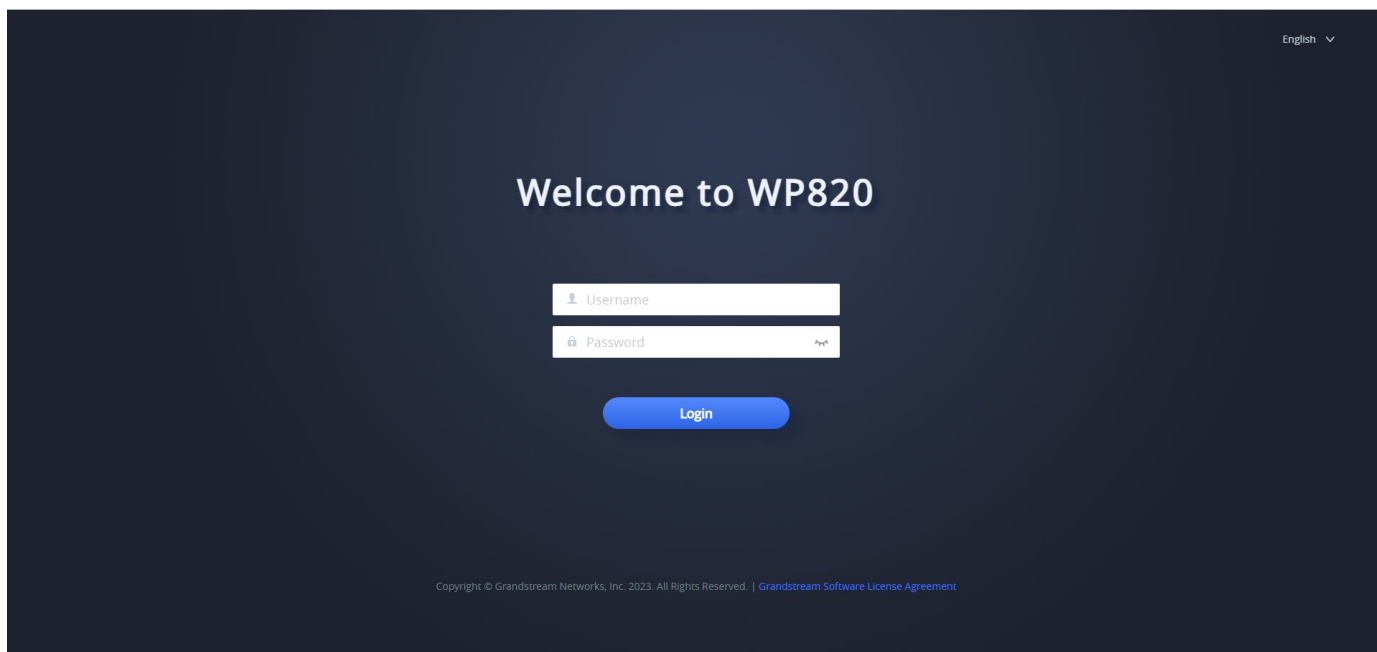 English
Welcome to WP820
Username
Password
Login
Copyright © Grandstream Networks, Inc. 2023. All Rights Reserved. | Grandstream Software License Agreement